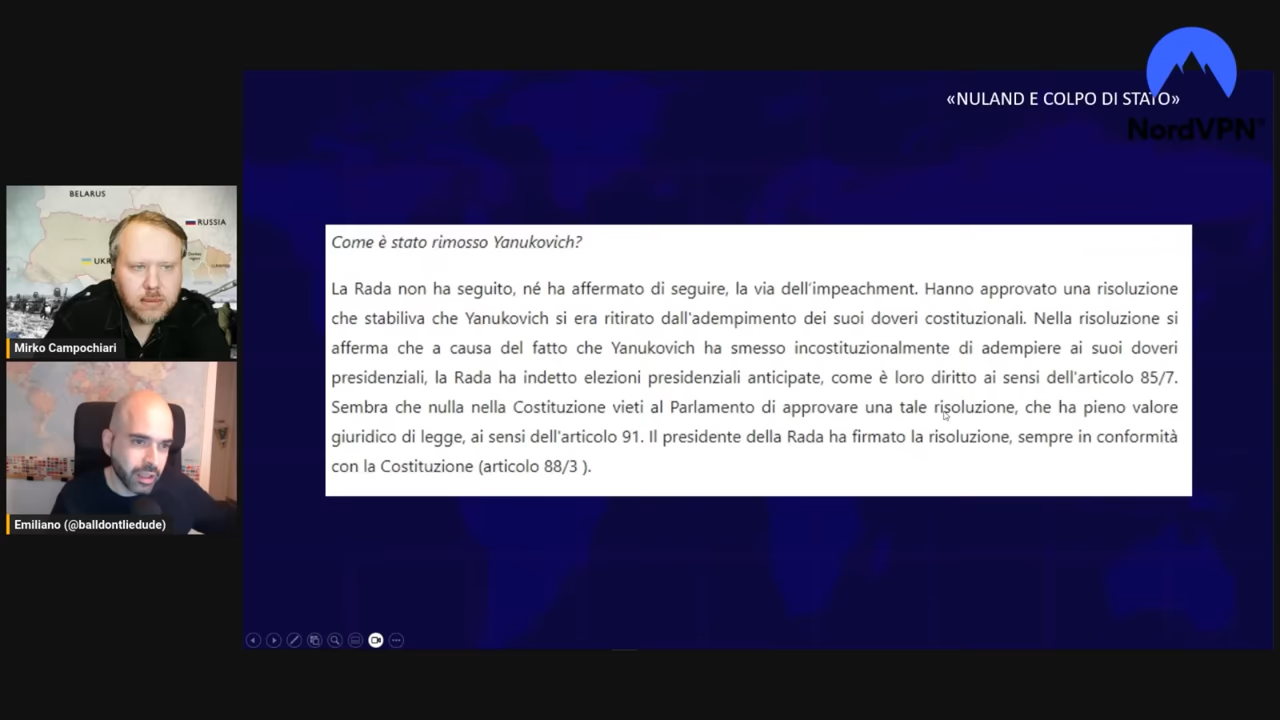 «NULAND E COLPO DI STATO»
NordVPN®
BELARUS
RUSSIA
UKR
Mirko Campochiari
Emiliano (@balldontliedude)
Come è stato rimosso Yanukovich?
La Rada non ha seguito, né ha affermato di seguire, la via dell'impeachment. Hanno approvato una risoluzione
che stabiliva che Yanukovich si era ritirato dall'adempimento dei suoi doveri costituzionali. Nella risoluzione si
afferma che a causa del fatto che Yanukovich ha smesso incostituzionalmente di adempiere ai suoi doveri
presidenziali, la Rada ha indetto elezioni presidenziali anticipate, come è loro diritto ai sensi dell'articolo 85/7.
Sembra che nulla nella Costituzione vieti al Parlamento di approvare una tale risoluzione, che ha pieno valore
giuridico di legge, ai sensi dell'articolo 91. Il presidente della Rada ha firmato la risoluzione, sempre in conformità
con la Costituzione (articolo 88/3 ).